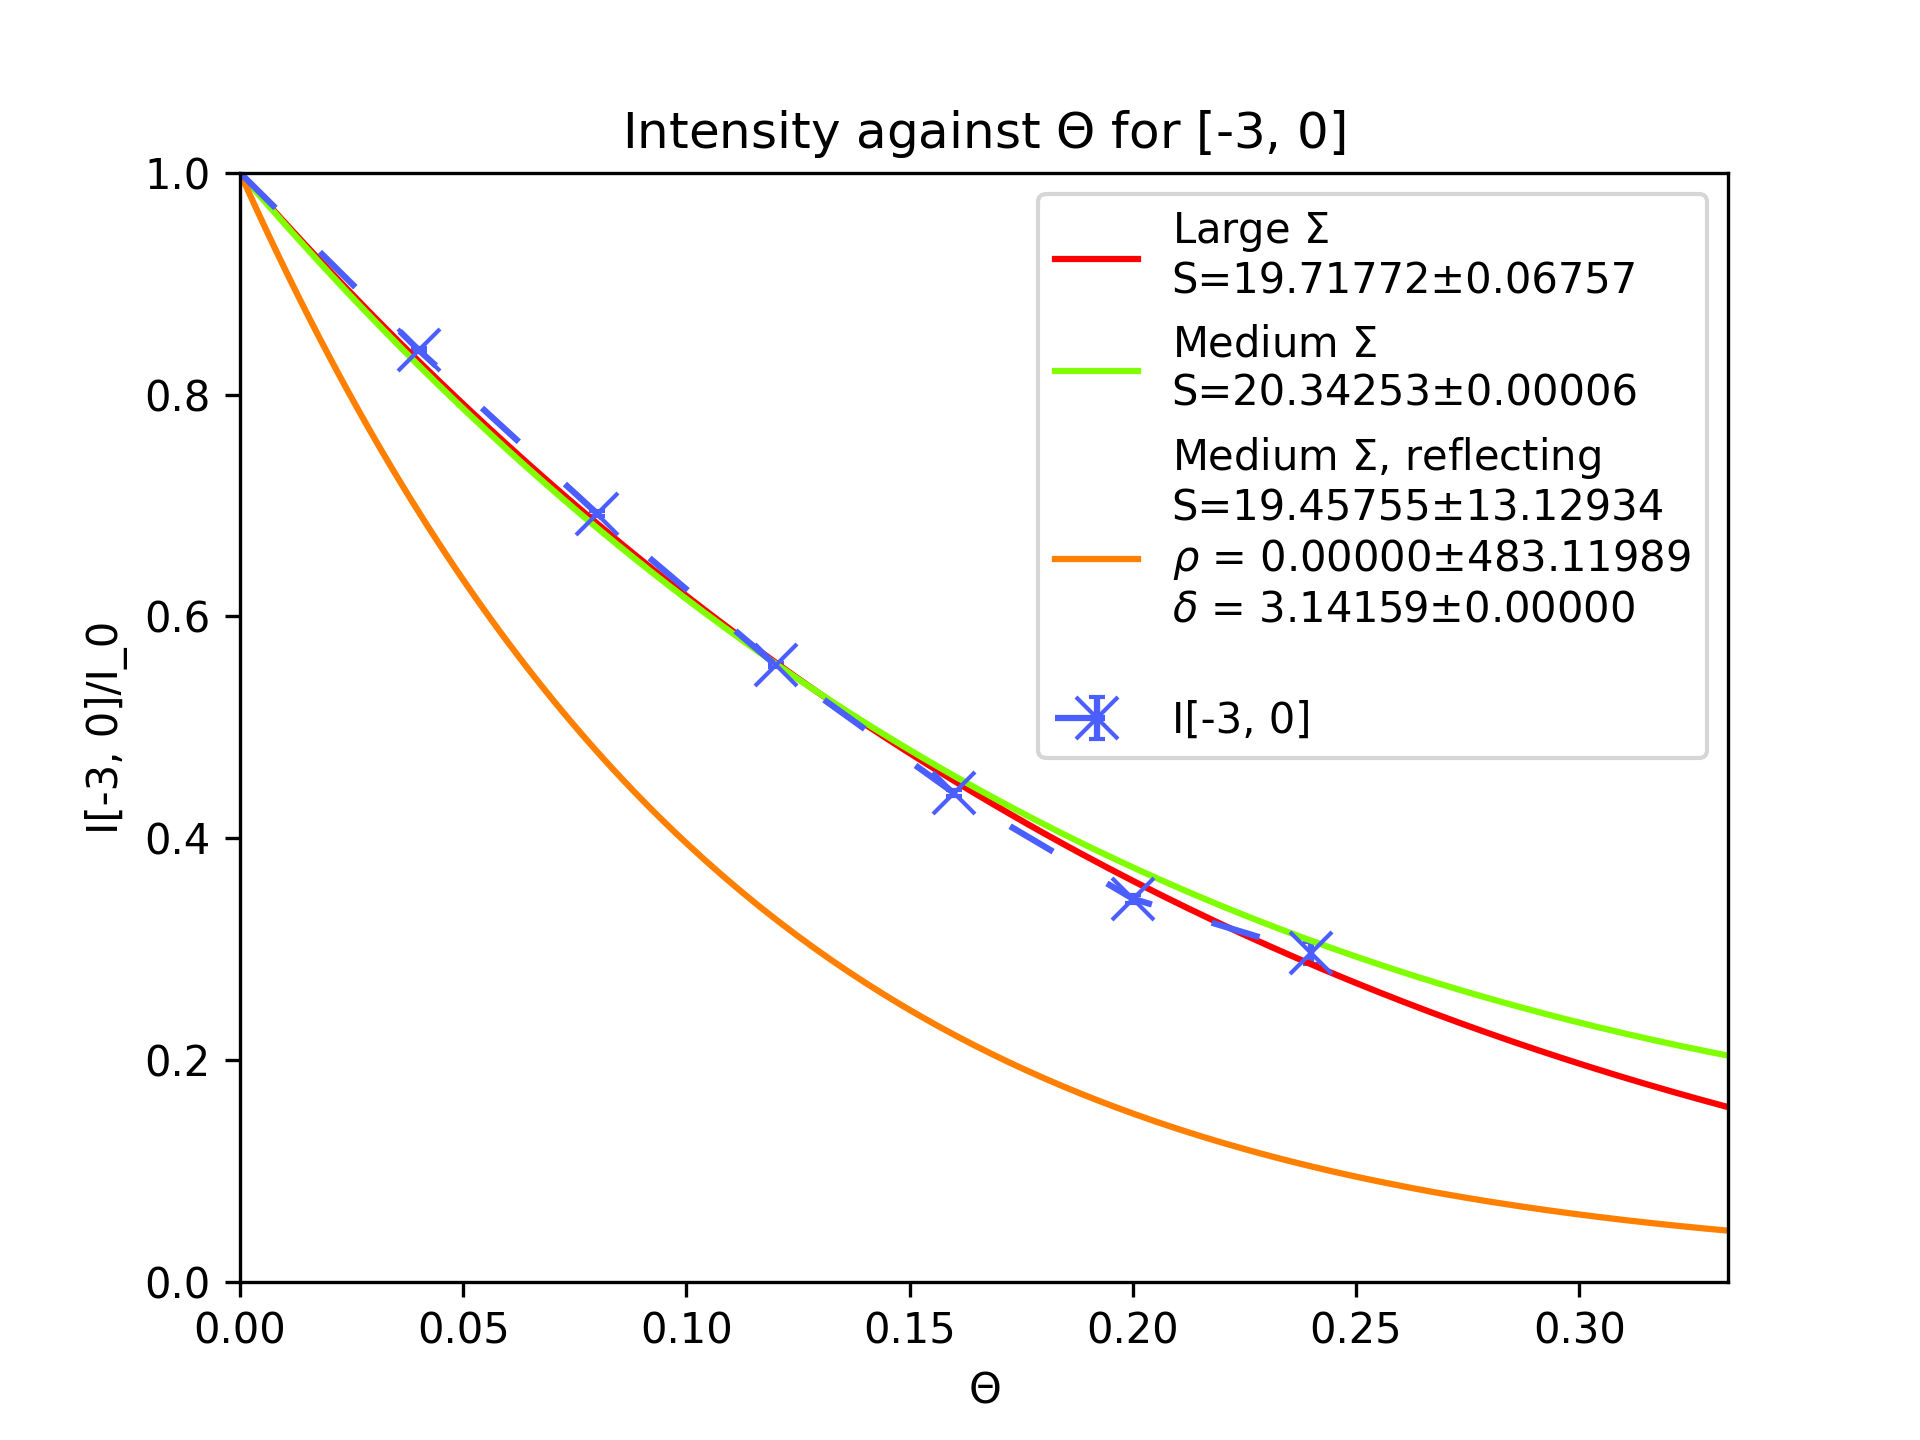 Intensity against Θ for [-3, 0]
1.0
0.8
0.6
0.4
0.2
0.0
I[-3, 0]/I_0
0.00 0.05 0.10 0.15 0.20 0.25 0.30
Θ
Large Σ
S=19.71772±0.06757
Medium Σ
S=20.34253±0.00006
Medium Σ, reflecting
S=19.45755±13.12934
ρ = 0.00000±483.11989
δ = 3.14159±0.00000
I[-3, 0]